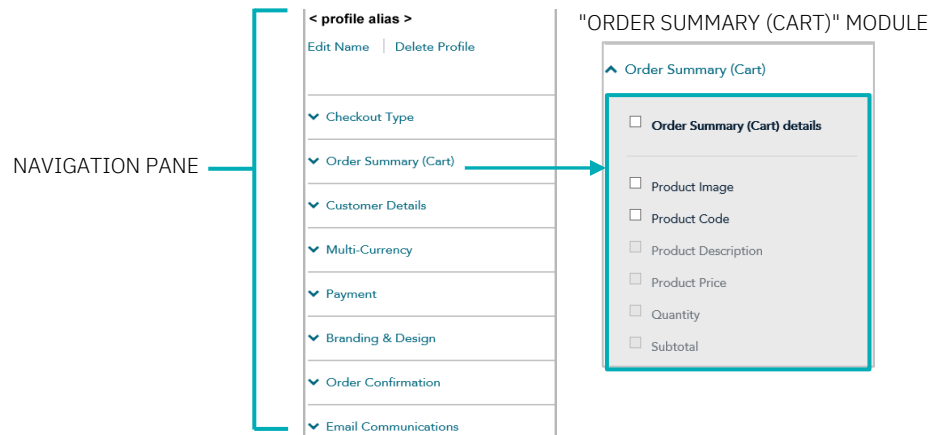 < profile alias >
Edit Name | Delete Profile
"ORDER SUMMARY (CART)" MODULE
NAVIGATION PANE
Checkout Type
Order Summary (Cart)
Customer Details
Multi-Currency
Payment
Branding & Design
Order Confirmation
Email Communications
Order Summary (Cart)
Order Summary (Cart) details
Product Image
Product Code
Product Description
Product Price
Quantity
Subtotal